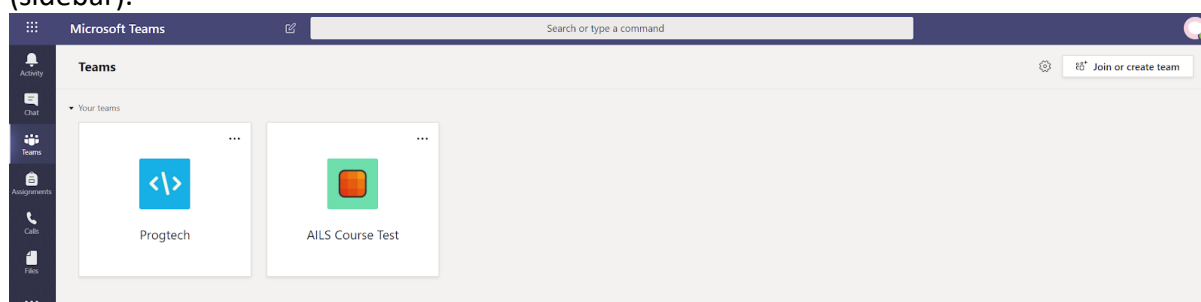 (sidebar).
Microsoft Teams
Search or type a command
Activity
Teams
Join or create team
Chat
Your teams
Teams
Assignments
Calls
Files
</>
Progtech
AILS Course Test